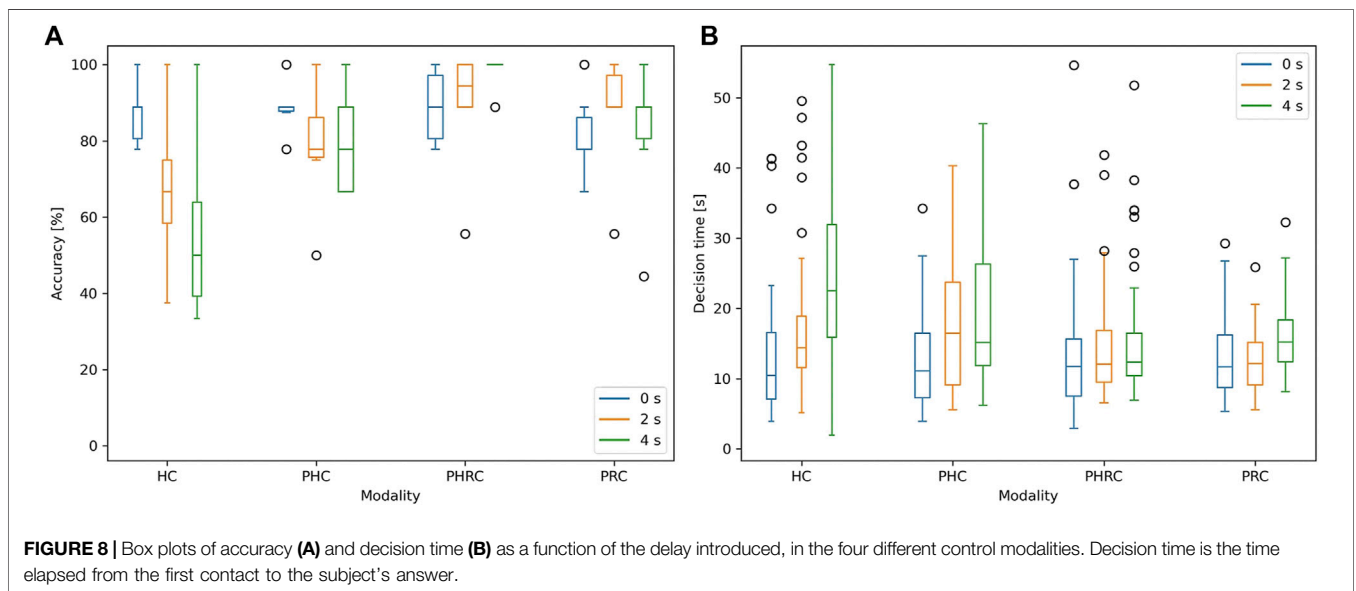 A
B
100
80
60
40
20
0
Accuracy [%]
HC
PHC
PHRC
PRC
Modality
0 s
2 s
4 s
50
40
30
20
10
0
Decision time [s]
HC
PHC
PHRC
PRC
Modality
0 s
2 s
4 s
FIGURE 8 | Box plots of accuracy (A) and decision time (B) as a function of the delay introduced, in the four different control modalities. Decision time is the time
elapsed from the first contact to the subject's answer.